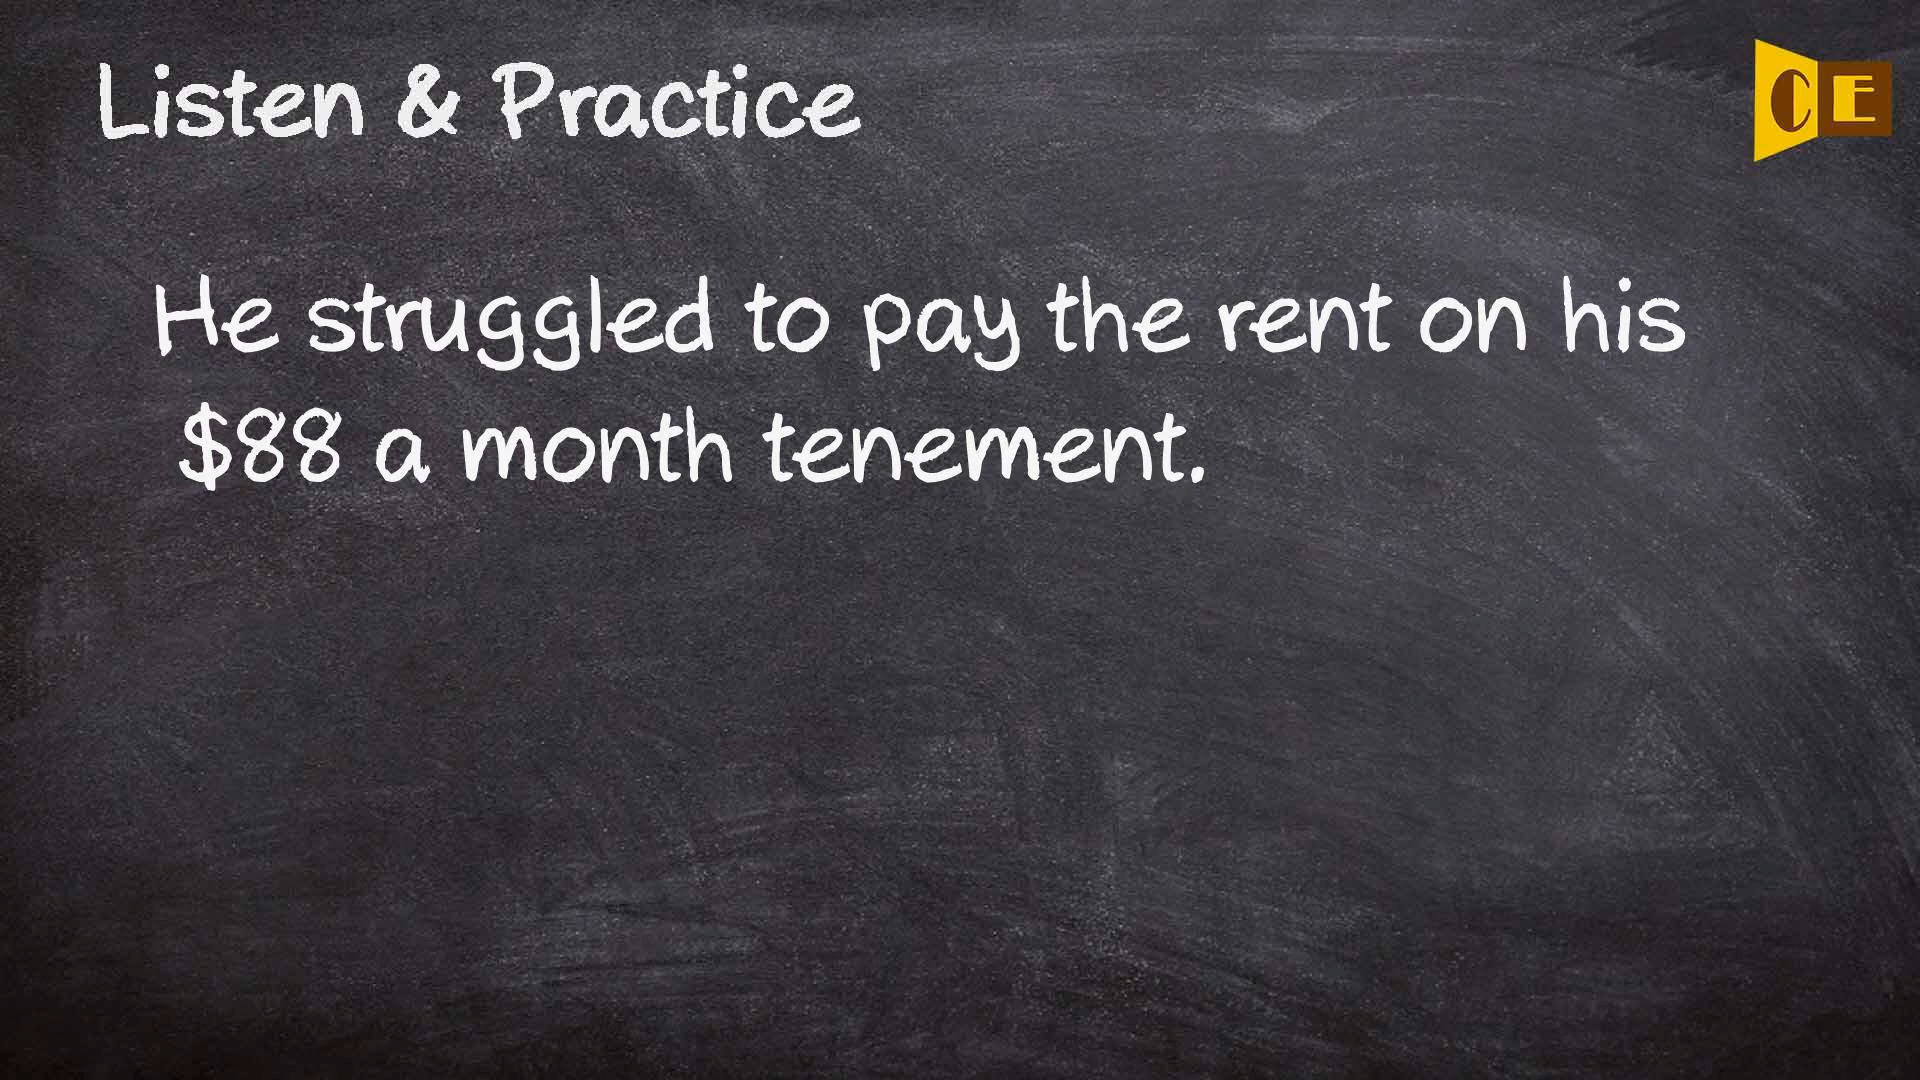 Listen & Practice
CE
He struggled to pay the rent on his
$88 a month tenement.